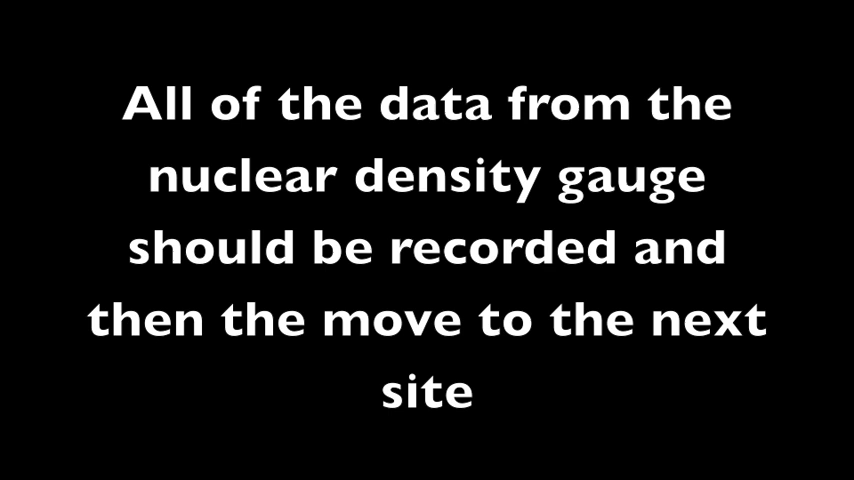 All of the data from the
nuclear density gauge
should be recorded and
then the move to the next
site